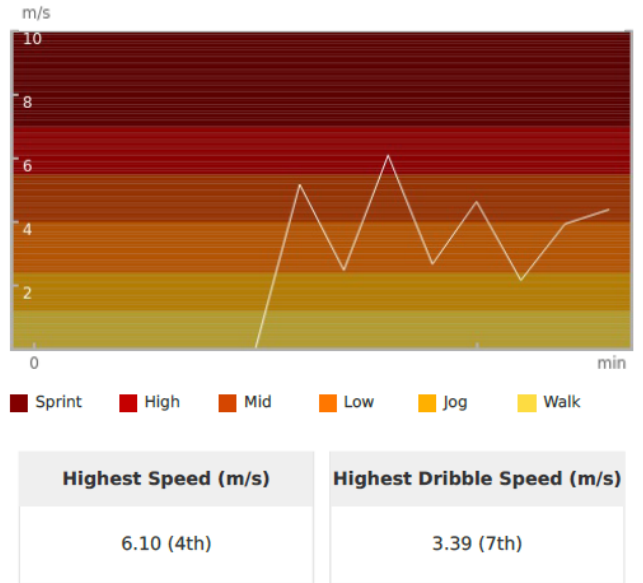 m/s
10
8
6
4
2
0 min
Sprint High Mid Low Jog Walk
Highest Speed (m/s) Highest Dribble Speed (m/s)
6.10 (4th) 3.39 (7th)